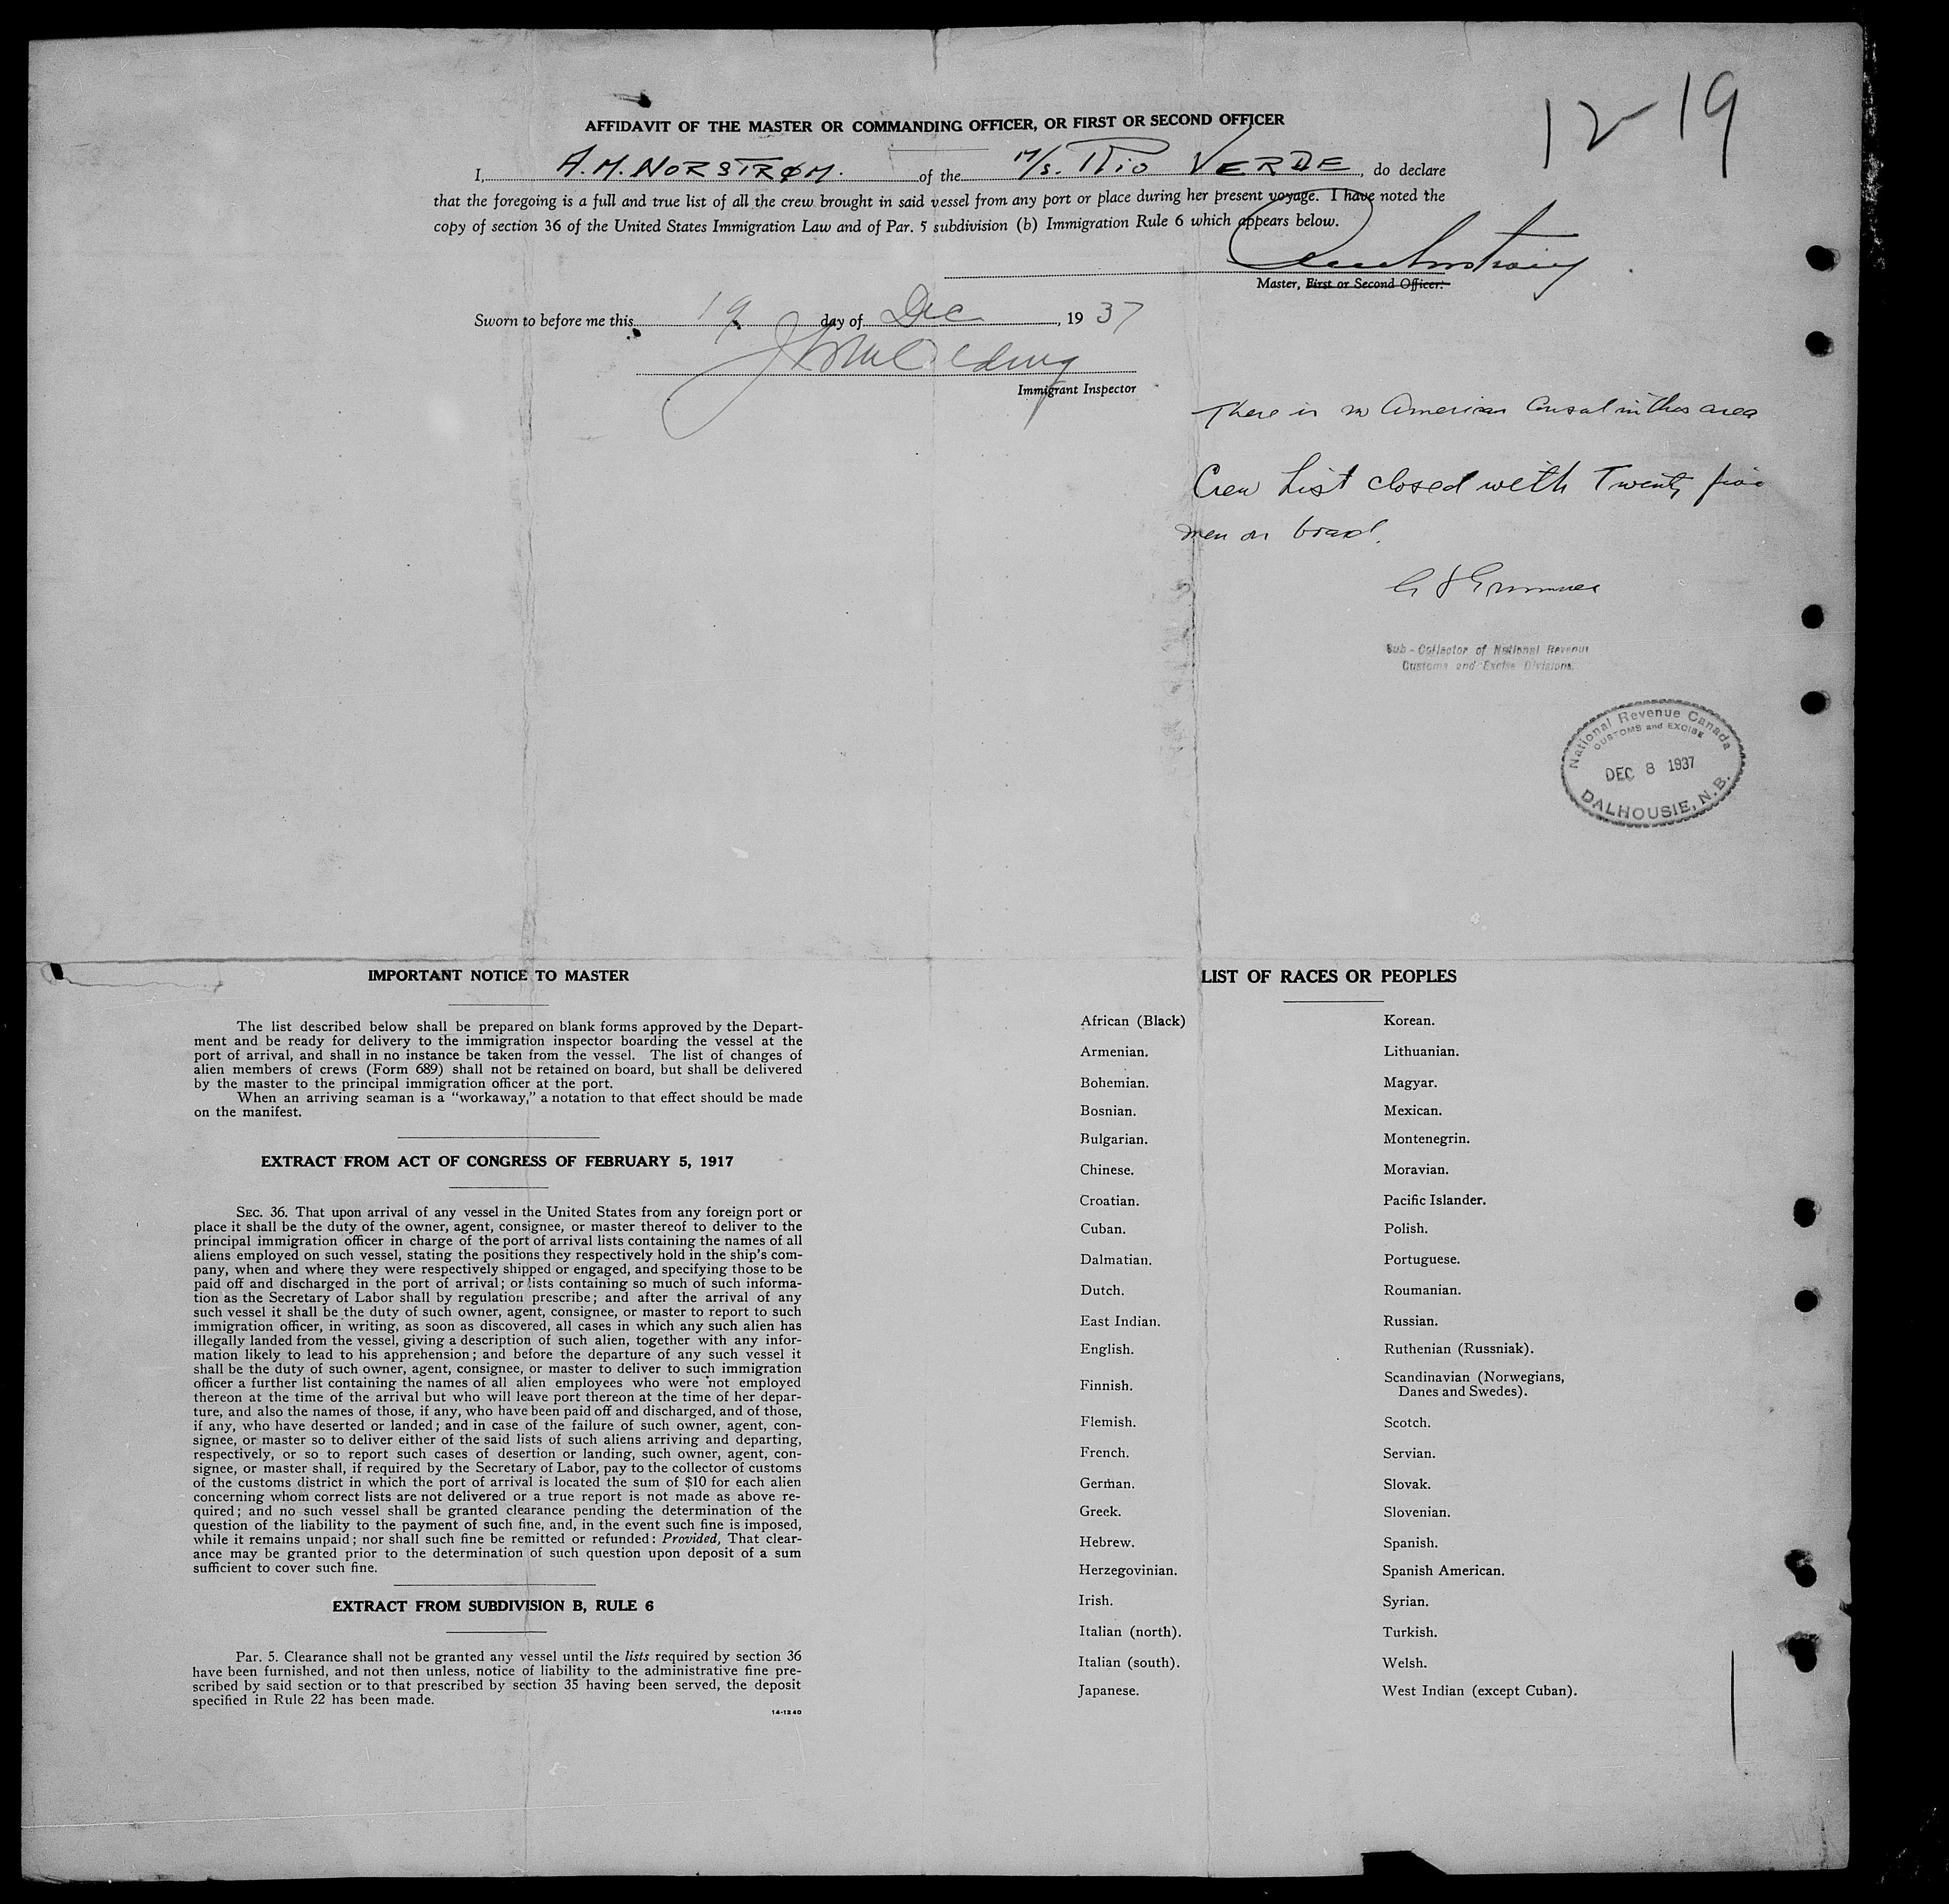 12-19
AFFIDAVIT OF THE MASTER OR COMMANDING OFFICER, OR FIRST OR SECOND OFFICER
I, A. M. NORSTRØM. of the M/s. Rio VERDE, do declare
that the foregoing is a full and true list of all the crew brought in said vessel from any port or place during her present voyage. I have noted the
copy of section 36 of the United States Immigration Law and of Par. 5 subdivision (b) Immigration Rule 6 which appears below.
Master, First or Second Officer.
Sworn to before me this 19 day of Dec, 1937
Immigrant Inspector
There is no American Consul in this area
Crew List closed with Twenty five
men on board.
Sub-Collector of National Revenue
Customs and Excise Divisions.
National Revenue Canada
CUSTOMS and EXCISE
DEC 8 1937
DALHOUSIE, N.B.
IMPORTANT NOTICE TO MASTER
The list described below shall be prepared on blank forms approved by the Depart-
ment and be ready for delivery to the immigration inspector boarding the vessel at the
port of arrival, and shall in no instance be taken from the vessel. The list of changes of
alien members of crews (Form 689) shall not be retained on board, but shall be delivered
by the master to the principal immigration officer at the port.
When an arriving seaman is a "workaway," a notation to that effect should be made
on the manifest.
EXTRACT FROM ACT OF CONGRESS OF FEBRUARY 5, 1917
SEC. 36. That upon arrival of any vessel in the United States from any foreign port or
place it shall be the duty of the owner, agent, consignee, or master thereof to deliver to the
principal immigration officer in charge of the port of arrival lists containing the names of all
aliens employed on such vessel, stating the positions they respectively hold in the ship's com-
pany, when and where they were respectively shipped or engaged, and specifying those to be
paid off and discharged in the port of arrival; or lists containing so much of such informa-
tion as the Secretary of Labor shall by regulation prescribe; and after the arrival of any
such vessel it shall be the duty of such owner, agent, consignee, or master to report to such
immigration officer, in writing, as soon as discovered, all cases in which any such alien has
illegally landed from the vessel, giving a description of such alien, together with any infor-
mation likely to lead to his apprehension; and before the departure of any such vessel it
shall be the duty of such owner, agent, consignee, or master to deliver to such immigration
officer a further list containing the names of all alien employees who were not employed
thereon at the time of the arrival but who will leave port thereon at the time of her depar-
ture, and also the names of those, if any, who have been paid off and discharged, and of those,
if any, who have deserted or landed; and in case of the failure of such owner, agent, con-
signee, or master so to deliver either of the said lists of such aliens arriving and departing,
respectively, or so to report such cases of desertion or landing, such owner, agent, con-
signee, or master shall, if required by the Secretary of Labor, pay to the collector of customs
of the customs district in which the port of arrival is located the sum of $10 for each alien
concerning whom correct lists are not delivered or a true report is not made as above re-
quired; and no such vessel shall be granted clearance pending the determination of the
question of the liability to the payment of such fine, and, in the event such fine is imposed,
while it remains unpaid; nor shall such fine be remitted or refunded: Provided, That clear-
ance may be granted prior to the determination of such question upon deposit of a sum
sufficient to cover such fine.
EXTRACT FROM SUBDIVISION B, RULE 6
Par. 5. Clearance shall not be granted any vessel until the lists required by section 36
have been furnished, and not then unless, notice of liability to the administrative fine pre-
scribed by said section or to that prescribed by section 35 having been served, the deposit
specified in Rule 22 has been made.
14-1240
LIST OF RACES OR PEOPLES
African (Black)
Armenian.
Bohemian.
Bosnian.
Bulgarian.
Chinese.
Croatian.
Cuban.
Dalmatian.
Dutch.
East Indian.
English.
Finnish.
Flemish.
French.
German.
Greek.
Hebrew.
Herzegovinian.
Irish.
Italian (north).
Italian (south).
Japanese.
Korean.
Lithuanian.
Magyar.
Mexican.
Montenegrin.
Moravian.
Pacific Islander.
Polish.
Portuguese.
Roumanian.
Russian.
Ruthenian (Russniak).
Scandinavian (Norwegians,
Danes and Swedes).
Scotch.
Servian.
Slovak.
Slovenian.
Spanish.
Spanish American.
Syrian.
Turkish.
Welsh.
West Indian (except Cuban).